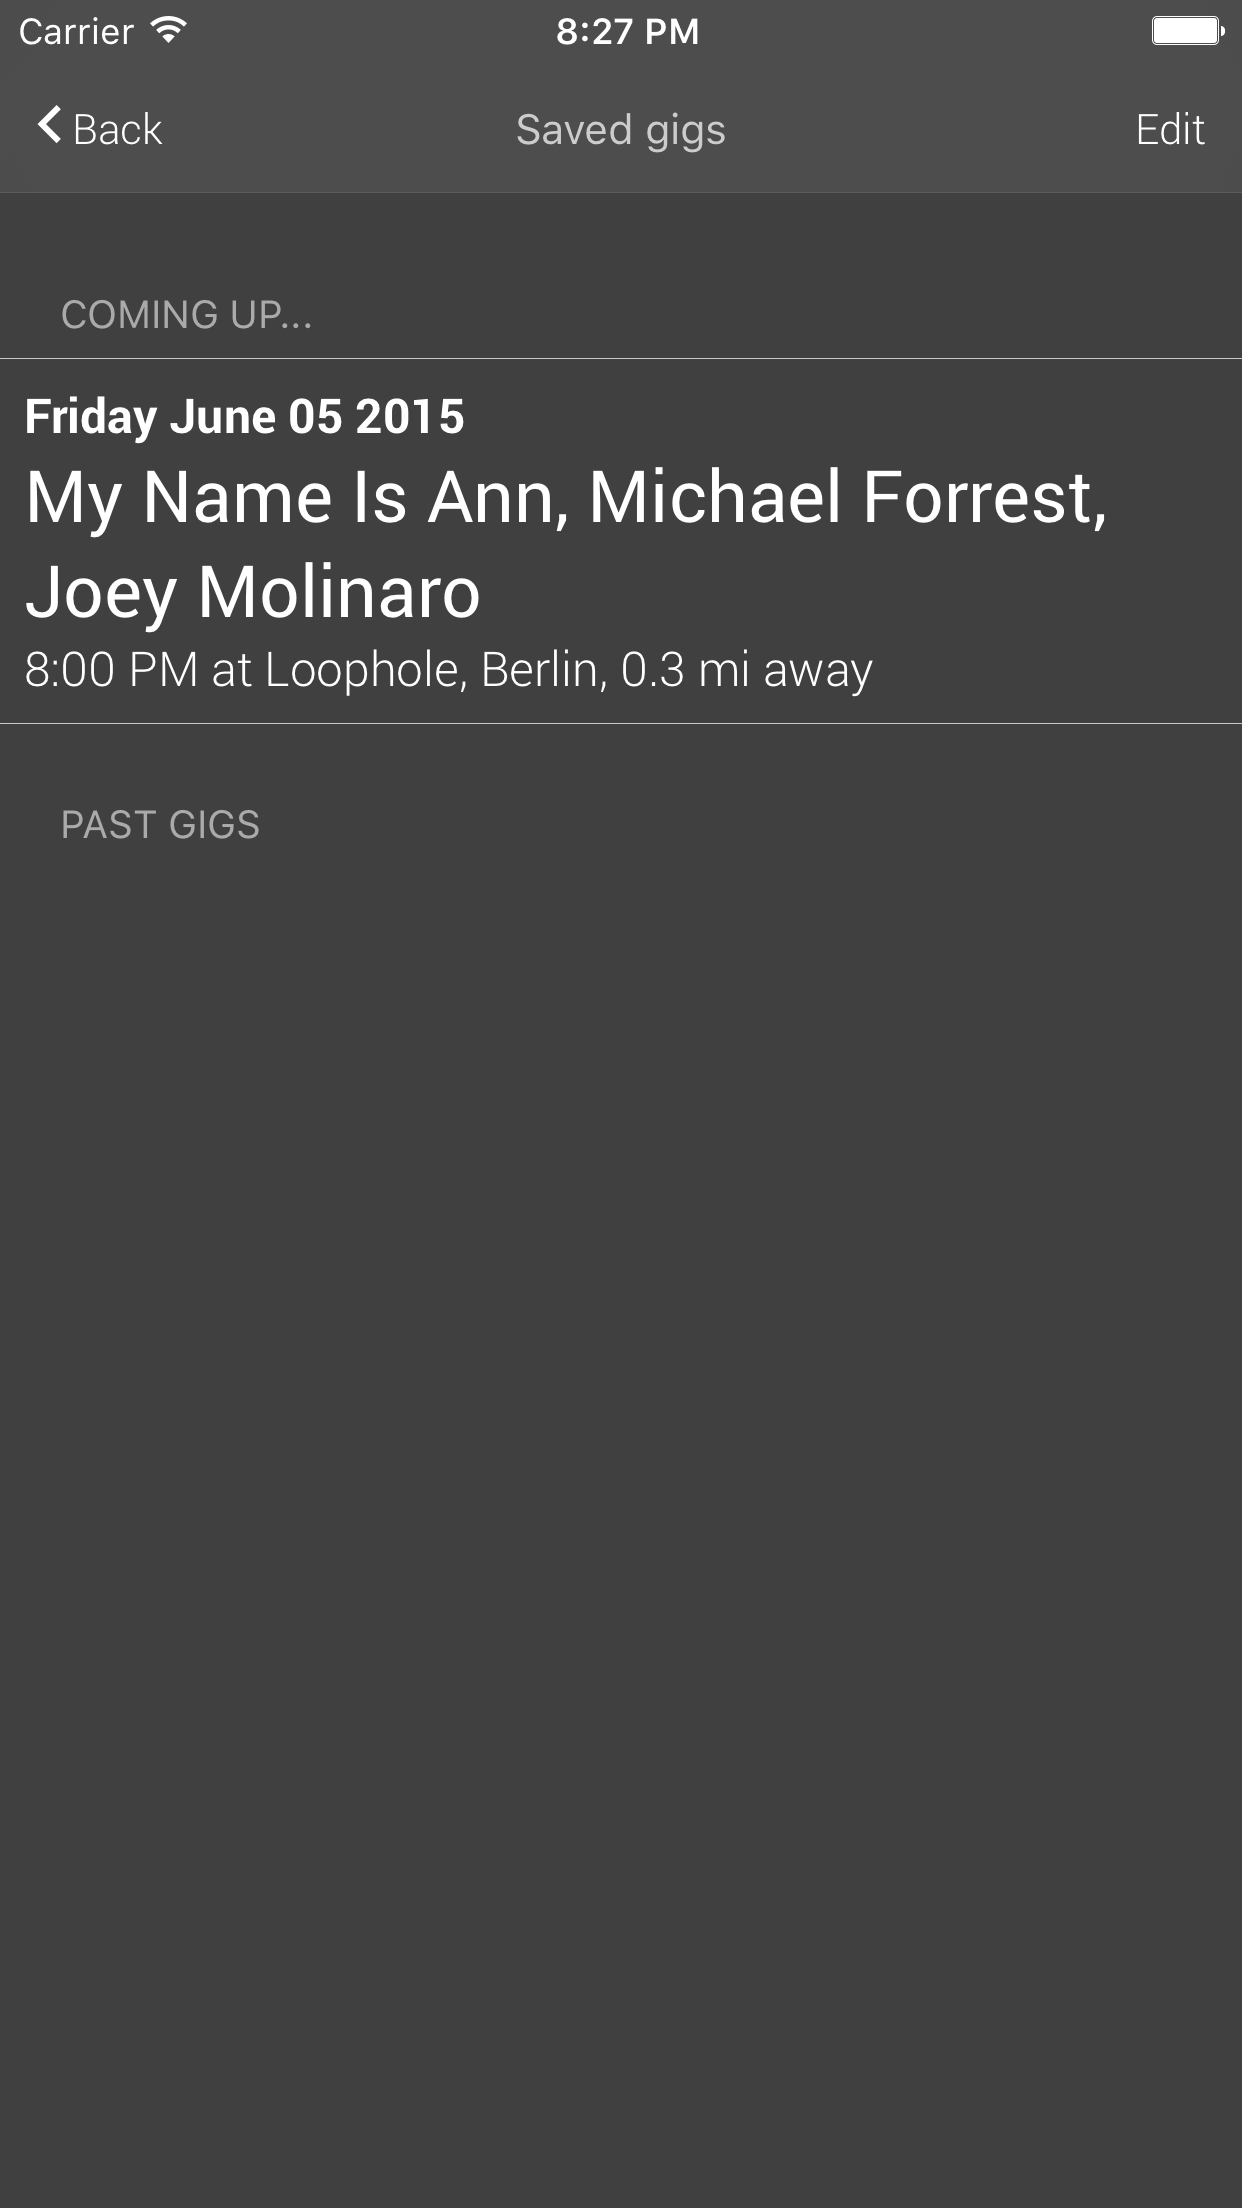 Carrier
8:27 PM
Back
Saved gigs
Edit
COMING UP...
Friday June 05 2015
My Name Is Ann, Michael Forrest,
Joey Molinaro
8:00 PM at Loophole, Berlin, 0.3 mi away
PAST GIGS